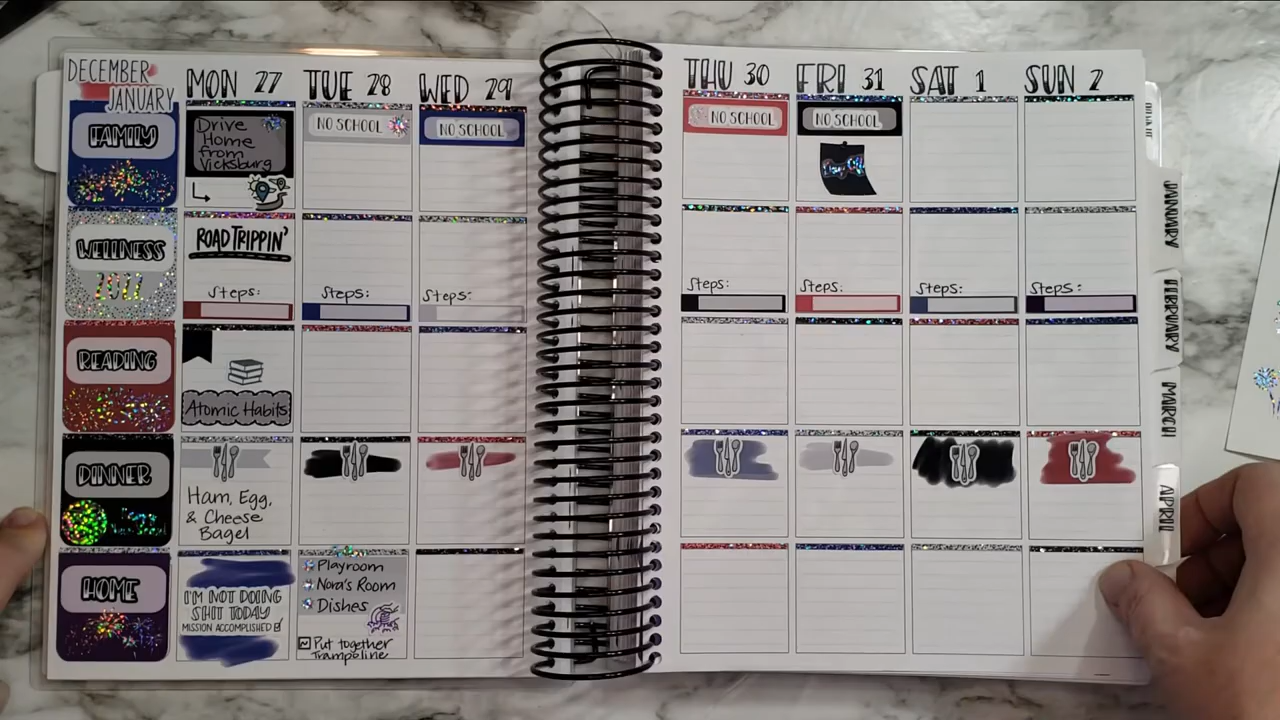 DECEMBER
JANUARY
MON 27
TUE 28
WED 29
THU 30
FRI 31
SAT 1
SUN 2
FAMILY
Drive
Home
from
Vicksburg
NO SCHOOL
NO SCHOOL
NO SCHOOL
NO SCHOOL
WELLNESS
ROAD TRIPPIN'
Steps:
Steps:
Steps:
Steps:
Steps:
Steps:
Steps:
READING
Atomic Habits
DINNER
Ham, Egg,
& Cheese
Bagel
HOME
I'M NOT DOING
SHIT TODAY
MISSION ACCOMPLISHED
Playroom
Nora's Room
Dishes
Put together
Trampoline
JANUARY
FEBRUARY
MARCH
APRIL